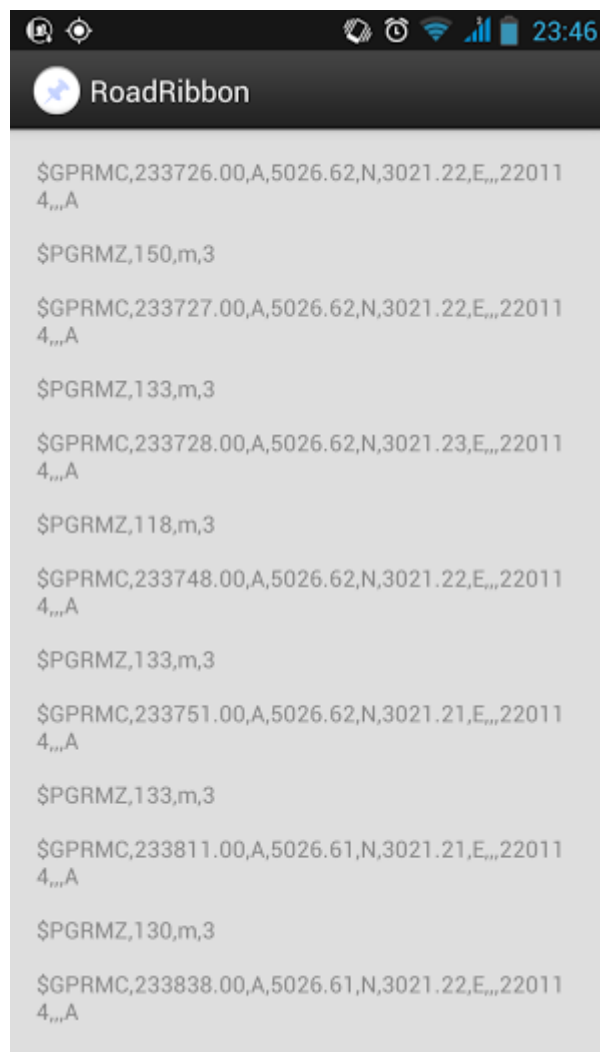 23:46
RoadRibbon
$GPRMC,233726.00,A,5026.62,N,3021.22,E,,,22011
4,,,A
$PGRMZ,150,m,3
$GPRMC,233727.00,A,5026.62,N,3021.22,E,,,22011
4,,,A
$PGRMZ,133,m,3
$GPRMC,233728.00,A,5026.62,N,3021.23,E,,,22011
4,,,A
$PGRMZ,118,m,3
$GPRMC,233748.00,A,5026.62,N,3021.22,E,,,22011
4,,,A
$PGRMZ,133,m,3
$GPRMC,233751.00,A,5026.62,N,3021.21,E,,,22011
4,,,A
$PGRMZ,133,m,3
$GPRMC,233811.00,A,5026.61,N,3021.21,E,,,22011
4,,,A
$PGRMZ,130,m,3
$GPRMC,233838.00,A,5026.61,N,3021.22,E,,,22011
4,,,A